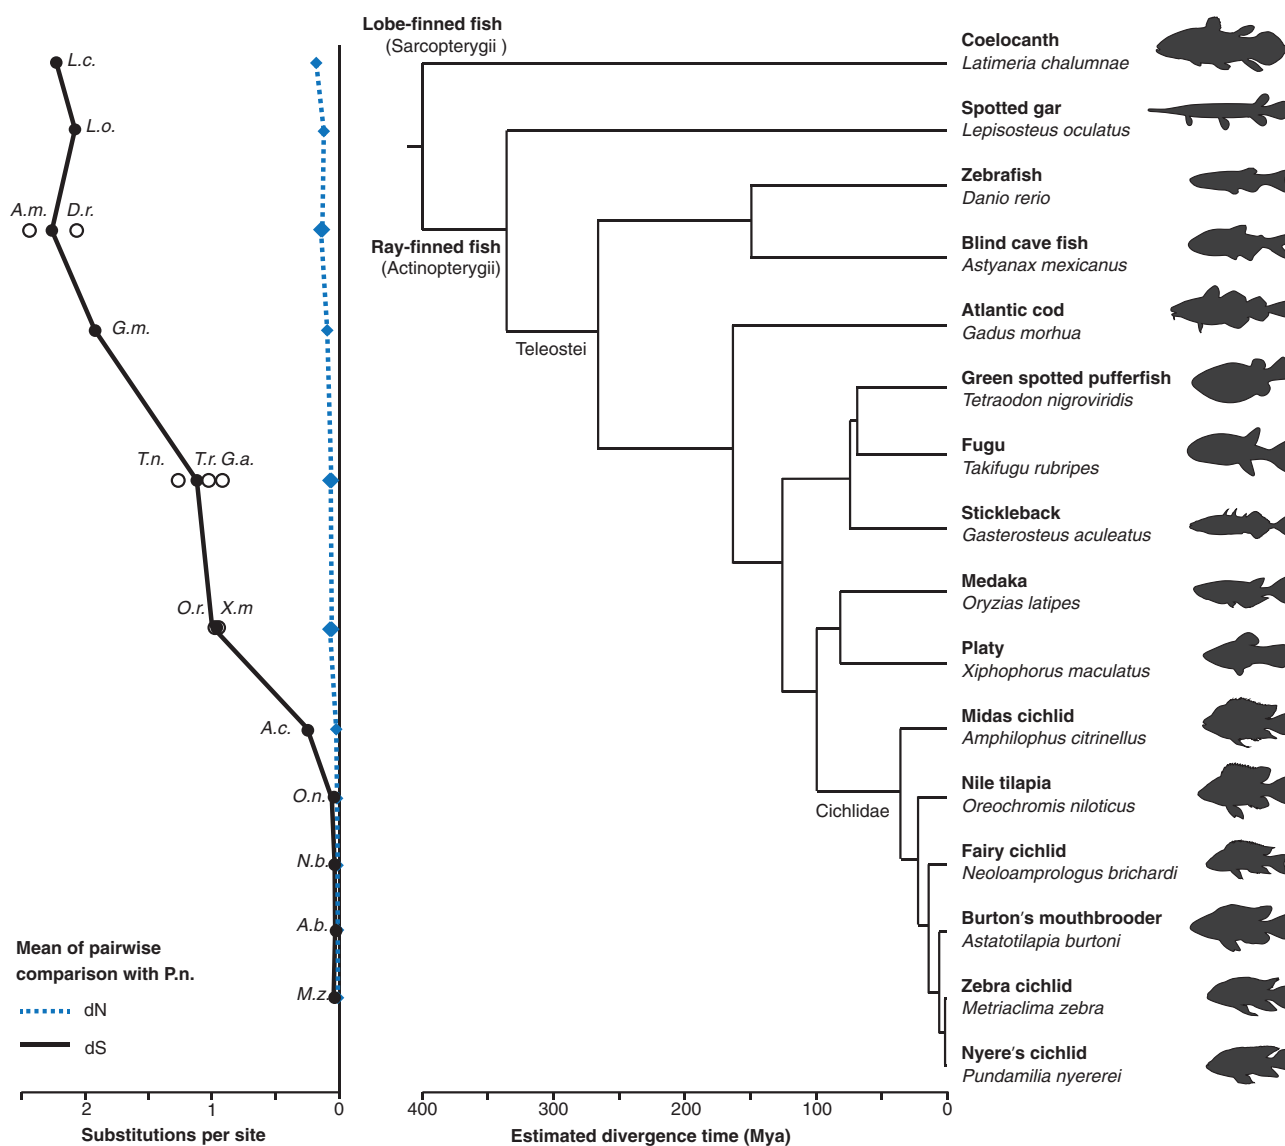 Lobe-finned fish
(Sarcopterygii )
L.c.
L.o.
A.m. D.r.
G.m.
T.n. T.r. G.a.
O.r. X.m
A.c.
O.n.
N.b.
A.b.
M.z.
Mean of pairwise
comparison with P.n.
dN
dS
2 1 0
Substitutions per site
Ray-finned fish
(Actinopterygii)
Teleostei
Cichlidae
Coelocanth
Latimeria chalumnae
Spotted gar
Lepisosteus oculatus
Zebrafish
Danio rerio
Blind cave fish
Astyanax mexicanus
Atlantic cod
Gadus morhua
Green spotted pufferfish
Tetraodon nigroviridis
Fugu
Takifugu rubripes
Stickleback
Gasterosteus aculeatus
Medaka
Oryzias latipes
Platy
Xiphophorus maculatus
Midas cichlid
Amphilophus citrinellus
Nile tilapia
Oreochromis niloticus
Fairy cichlid
Neoloamprologus brichardi
Burton's mouthbrooder
Astatotilapia burtoni
Zebra cichlid
Metriaclima zebra
Nyere's cichlid
Pundamilia nyererei
400 300 200 100 0
Estimated divergence time (Mya)